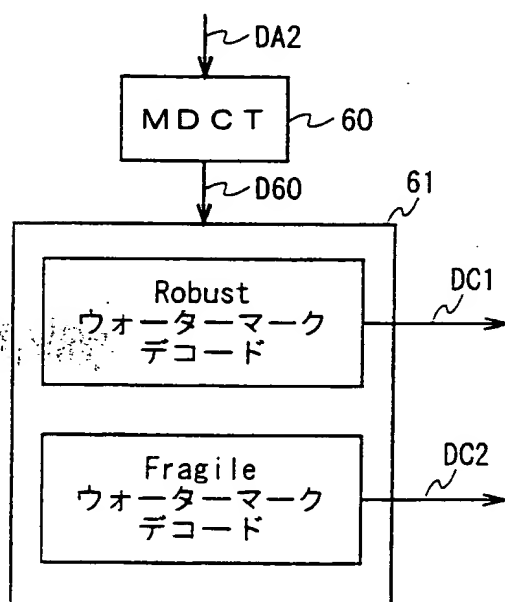 DA2
MDCT
60
D60
61
Robust
ウォーターマーク
デコード
DC1
Fragile
ウォーターマーク
デコード
DC2